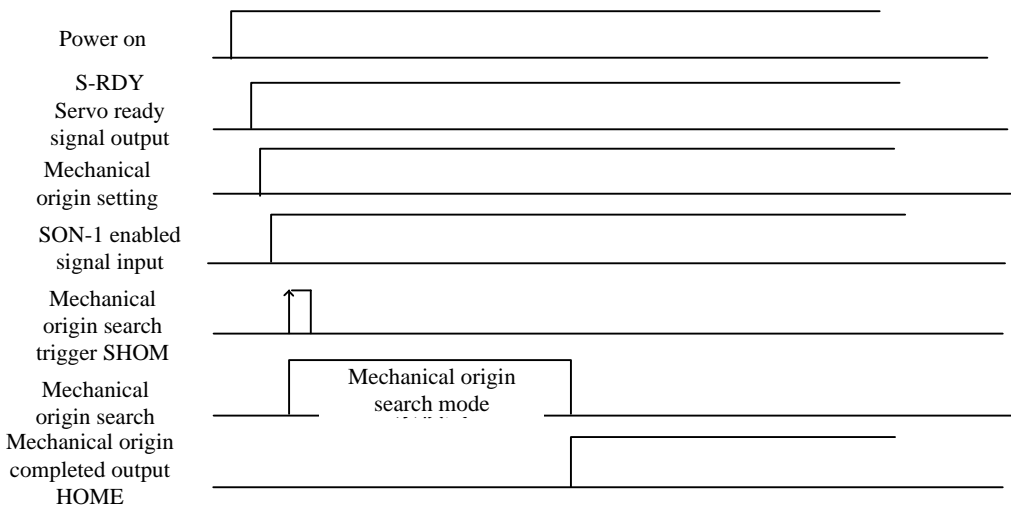 Power on
S-RDY
Servo ready
signal output
Mechanical
origin setting
SON-1 enabled
signal input
Mechanical
origin search
trigger SHOM
Mechanical
origin search
Mechanical origin
search mode
Mechanical origin
completed output
HOME